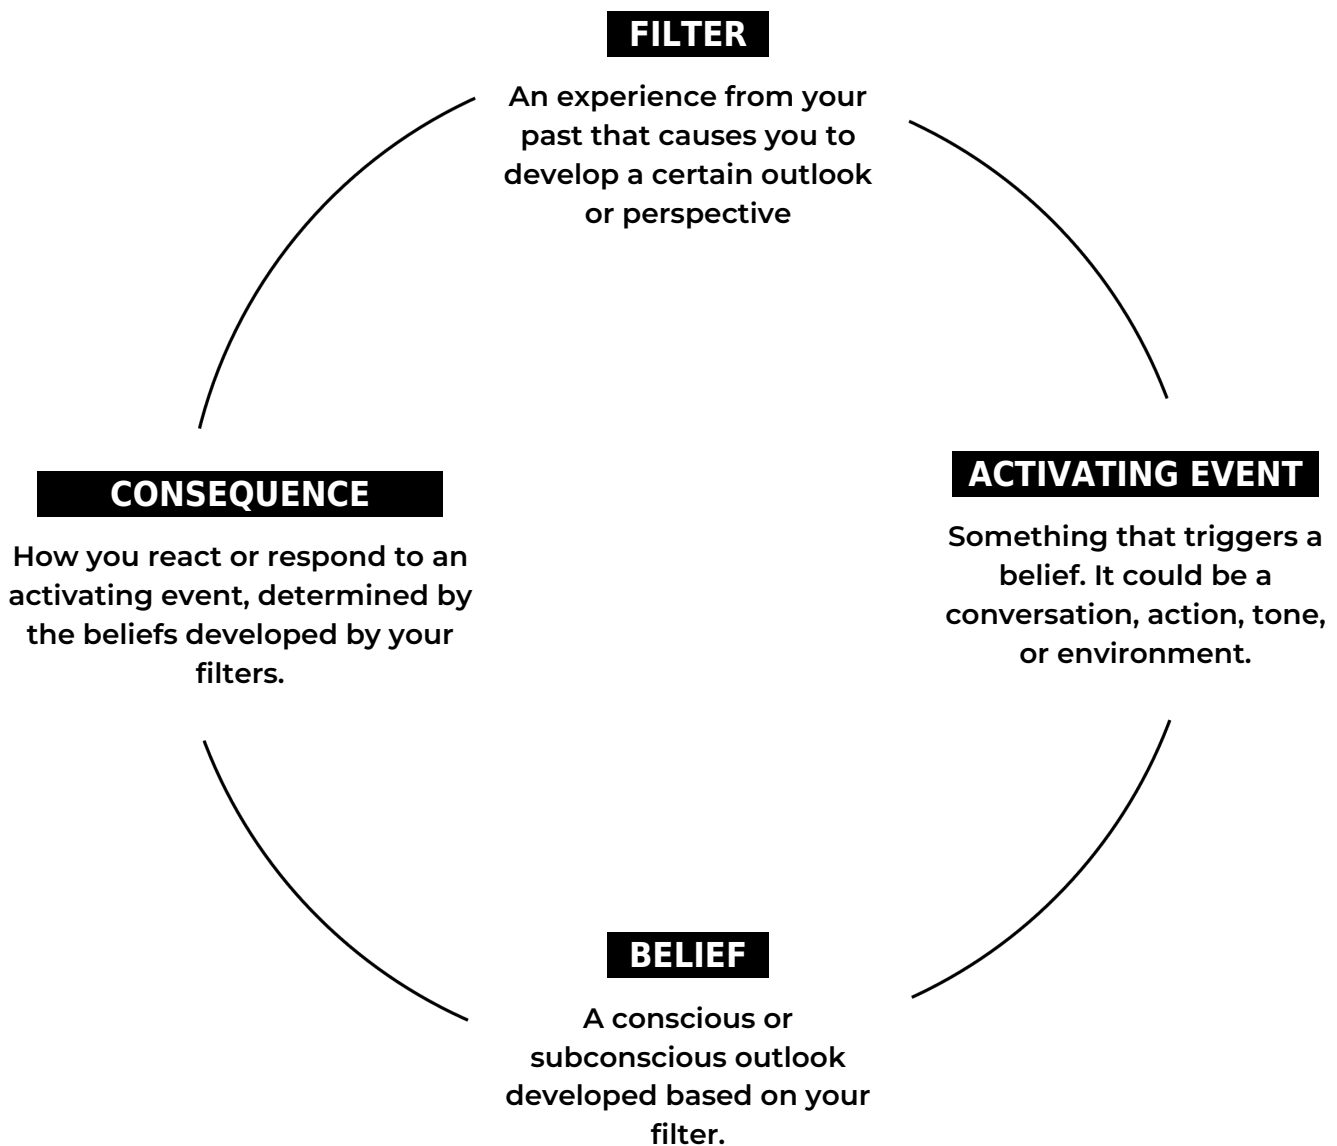 FILTER
An experience from your
past that causes you to
develop a certain outlook
or perspective
ACTIVATING EVENT
Something that triggers a
belief. It could be a
conversation, action, tone,
or environment.
BELIEF
A conscious or
subconscious outlook
developed based on your
filter.
CONSEQUENCE
How you react or respond to an
activating event, determined by
the beliefs developed by your
filters.